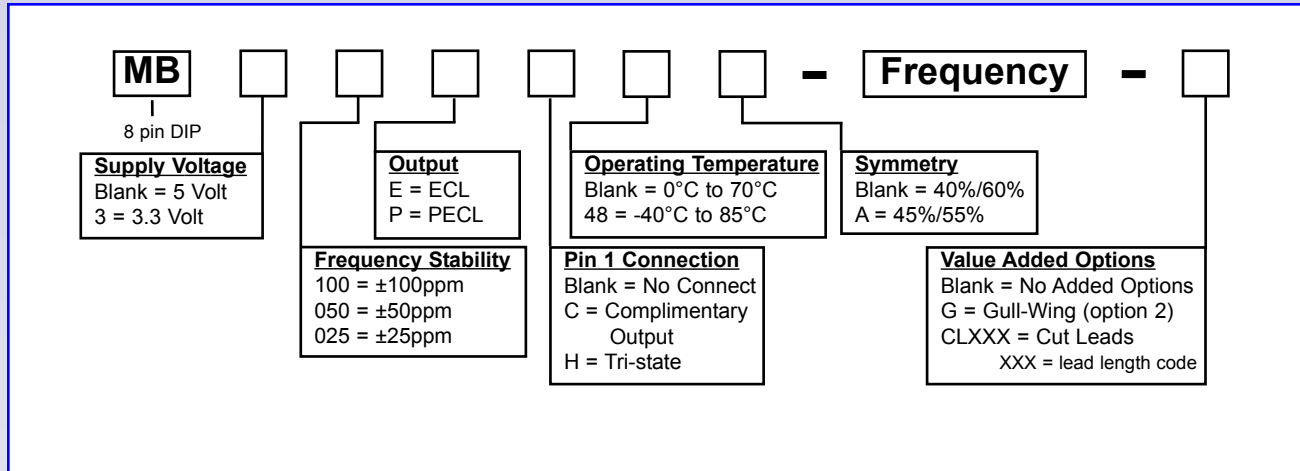 MB - Frequency -
8 pin DIP
Supply Voltage
Blank = 5 Volt
3 = 3.3 Volt
Output
E = ECL
P = PECL
Operating Temperature
Blank = 0°C to 70°C
48 = -40°C to 85°C
Symmetry
Blank = 40%/60%
A = 45%/55%
Frequency Stability
100 = ±100ppm
050 = ±50ppm
025 = ±25ppm
Pin 1 Connection
Blank = No Connect
C = Complimentary
Output
H = Tri-state
Value Added Options
Blank = No Added Options
G = Gull-Wing (option 2)
CLXXX = Cut Leads
XXX = lead length code